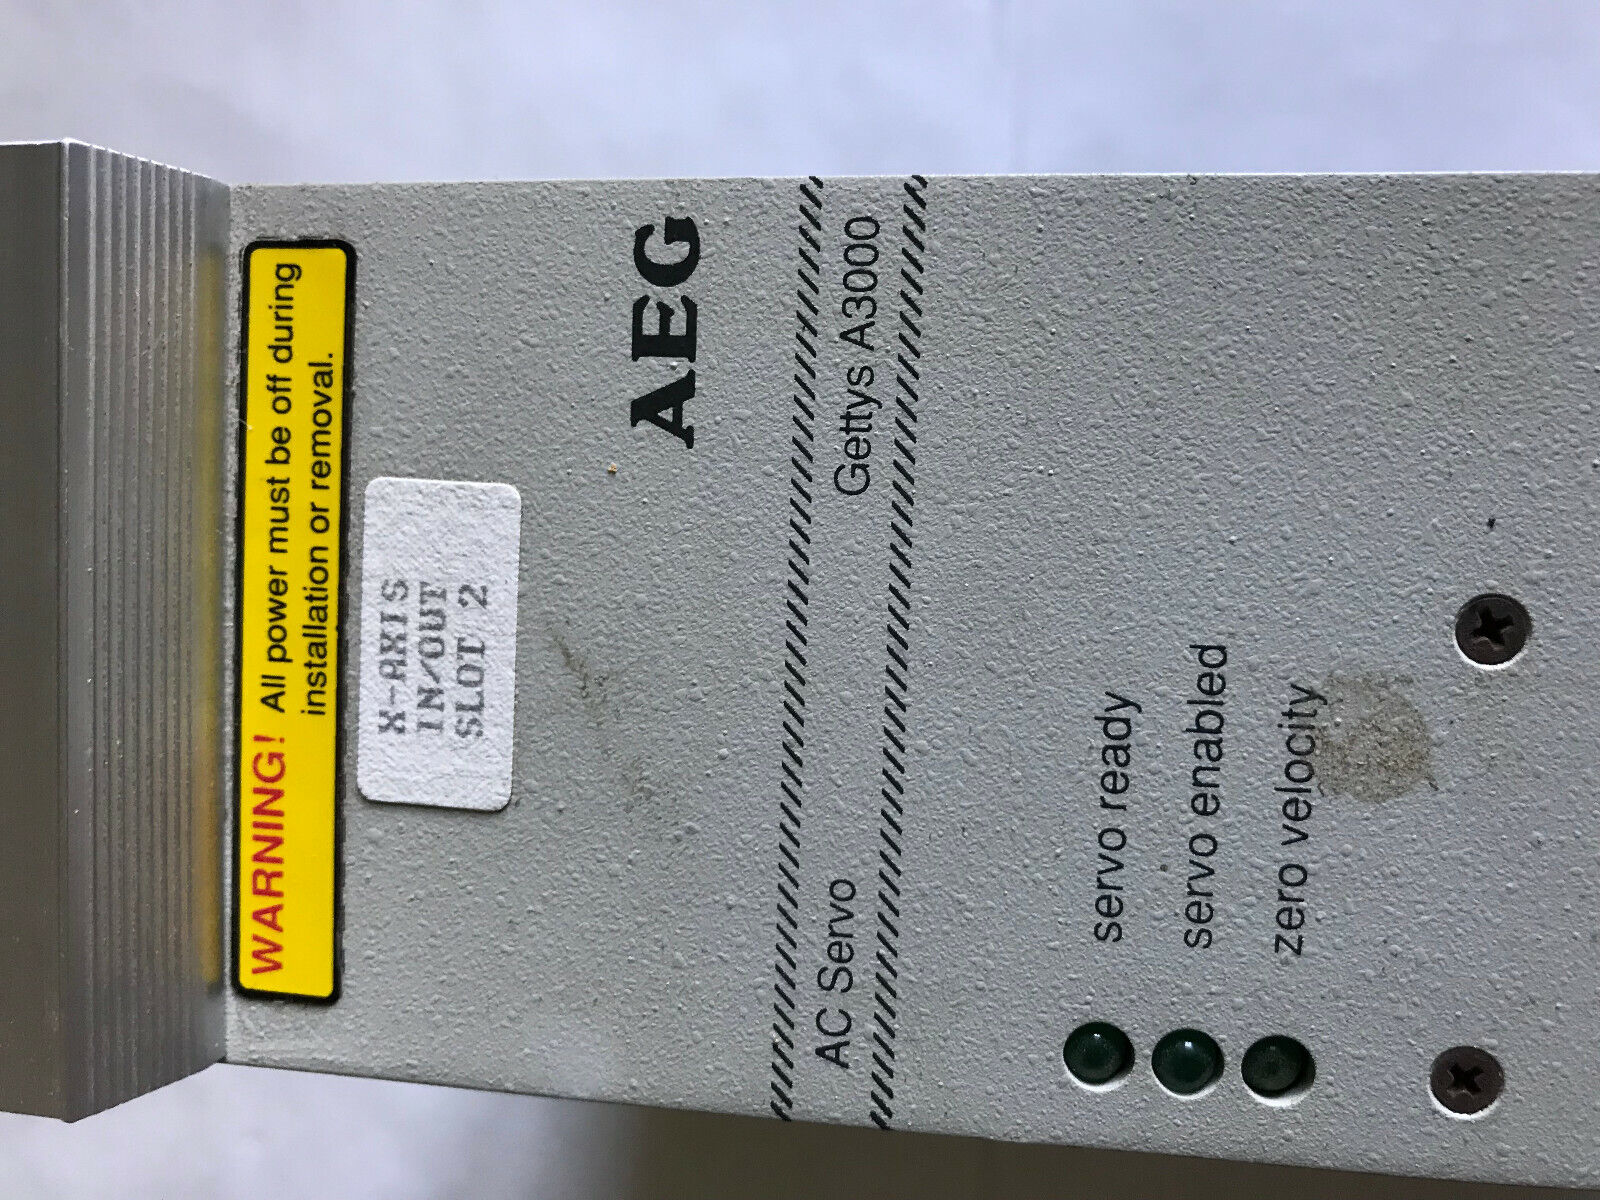 WARNING! All power must be off during
installation or removal.
X-AXIS
IN/OUT
SLOT 2
AEG
AC Servo Gettys A3000
servo ready
servo enabled
zero velocity